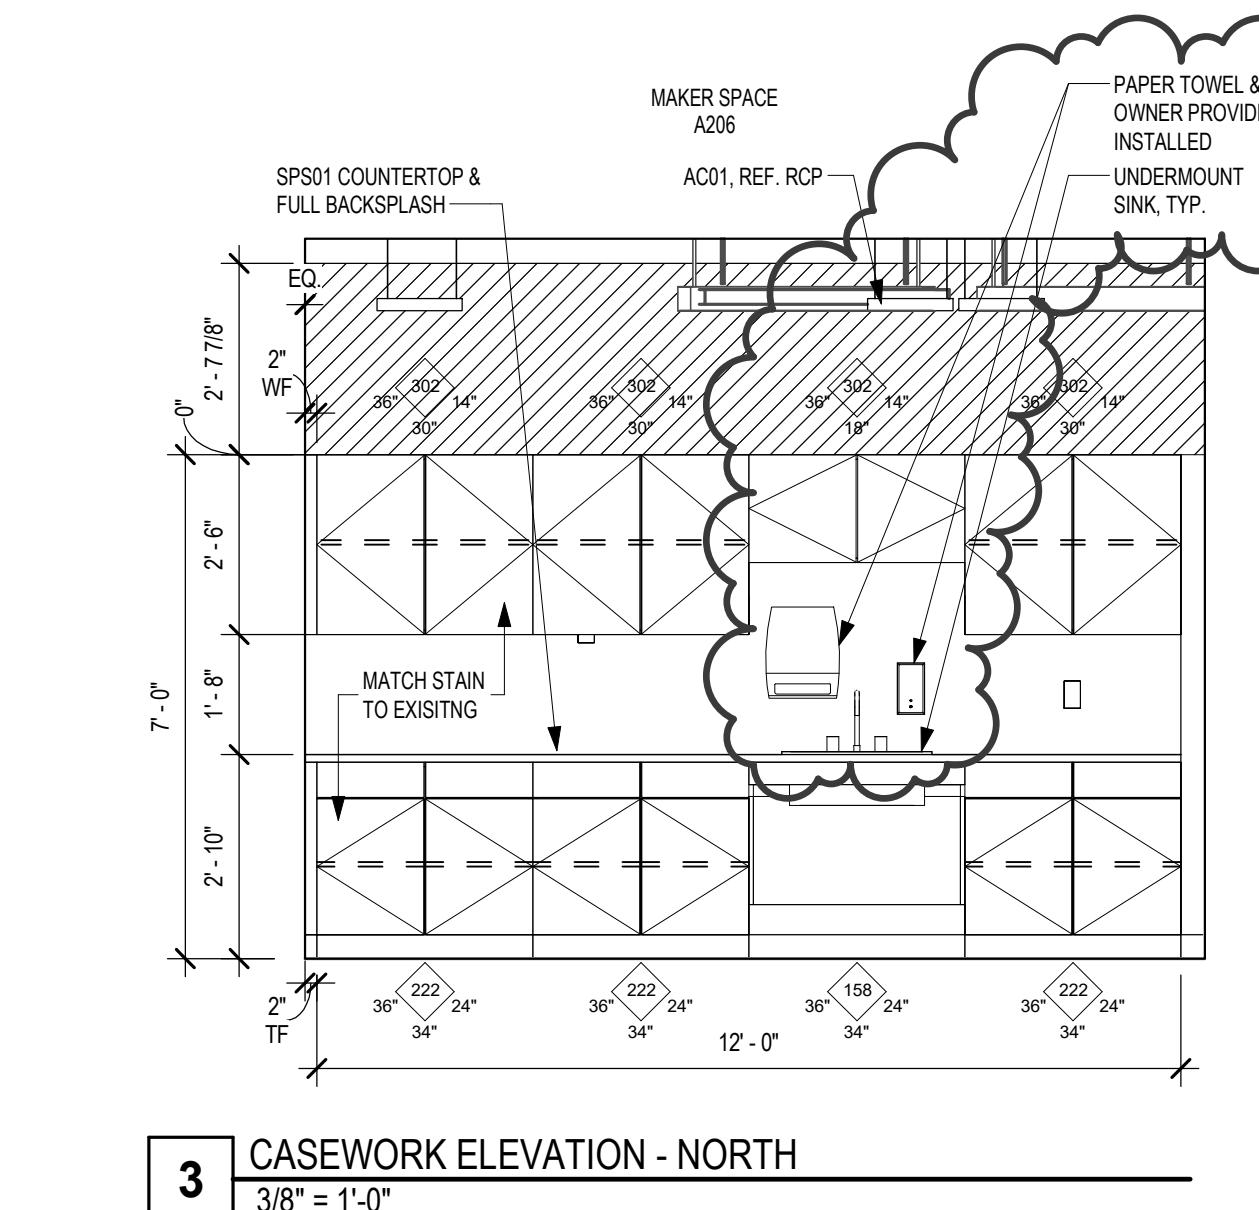 MAKER SPACE
A206
PAPER TOWEL &
OWNER PROVID
INSTALLED
SPS01 COUNTERTOP &
FULL BACKSPLASH
AC01, REF. RCP
UNDERMOUNT
SINK, TYP.
EQ.
2' - 7 7/8"
2"
WF
0"
302
36" 14"
30"
302
36" 14"
30"
302
36" 14"
18"
302
36" 14"
30"
2' - 6"
7' - 0"
1' - 8"
MATCH STAIN
TO EXISITNG
2' - 10"
2"
TF
222
36" 24"
34"
222
36" 24"
34"
158
36" 24"
34"
222
36" 24"
34"
12' - 0"
3
CASEWORK ELEVATION - NORTH
3/8" = 1'-0"